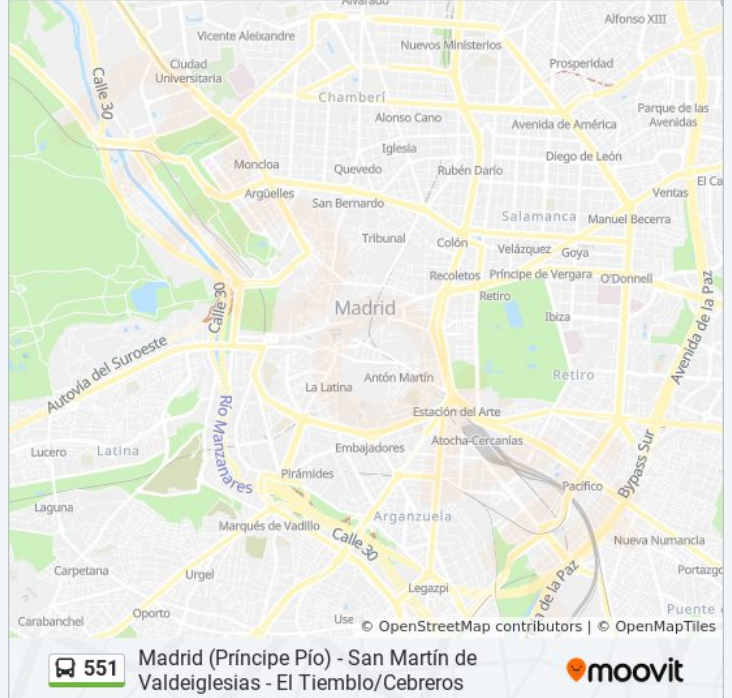 Alvarado
Alfonso XIII
Vicente Aleixandre
Nuevos Ministerios
Ciudad
Universitaria
Prosperidad
Calle 30
Chamberí
Parque de las
Avenidas
Alonso Cano
Avenida de América
Iglesia
Diego de León
Moncloa
Quevedo
Rubén Darío
El Ca
Argüelles
Ventas
San Bernardo
Salamanca
Manuel Becerra
Tribunal
Colón
Velázquez
Goya
Recoletos
Príncipe de Vergara
O'Donnell
Calle 30
Retiro
Madrid
Ibiza
Avenida de la Paz
Autovía del Suroeste
La Latina
Antón Martín
Retiro
Estación del Arte
Río Manzanares
Lucero
Latina
Embajadores
Atocha-Cercanías
Bypass Sur
Pirámides
Pacífico
Laguna
Arganzuela
Marqués de Vadillo
Calle 30
Nueva Numancia
Carpetana
Urgel
Legazpi
a de la Paz
Portazgo
Carabanchel
Oporto
Use
Puente
© OpenStreetMap contributors | © OpenMapTiles
551
Madrid (Príncipe Pío) - San Martín de
Valdeiglesias - El Tiemblo/Cebreros
moovit